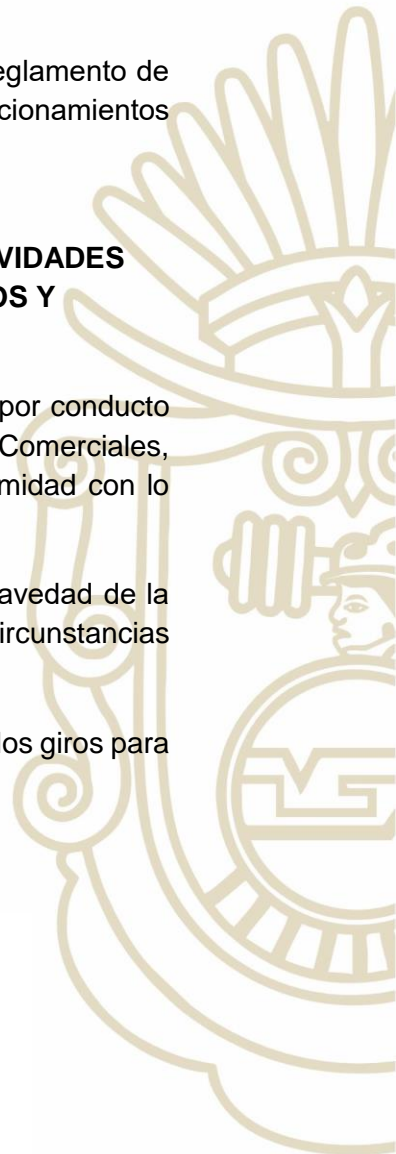 eglamento de
cionamientos
VIDADES
OS Y
por conducto
Comerciales,
midad con lo
avedad de la
ircunstancias
los giros para